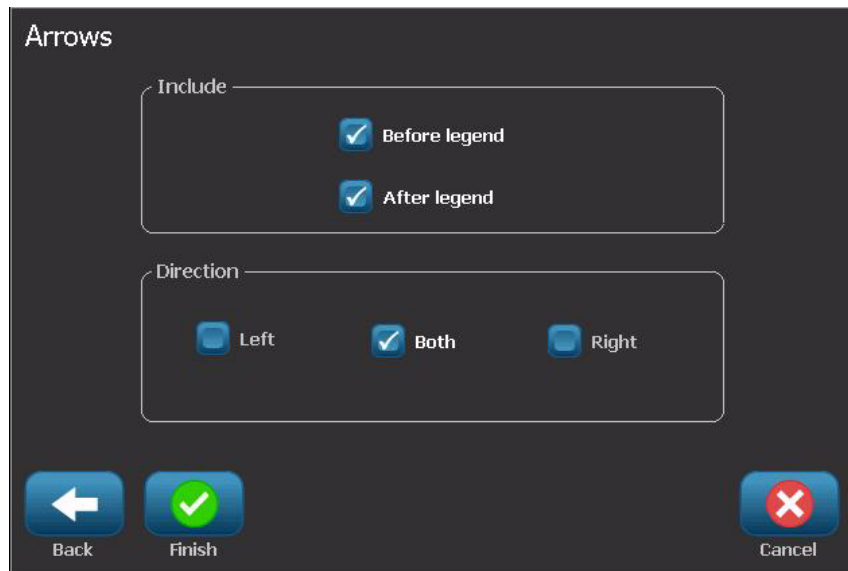 Arrows
Include
Before legend
After legend
Direction
Left Both Right
Back Finish Cancel